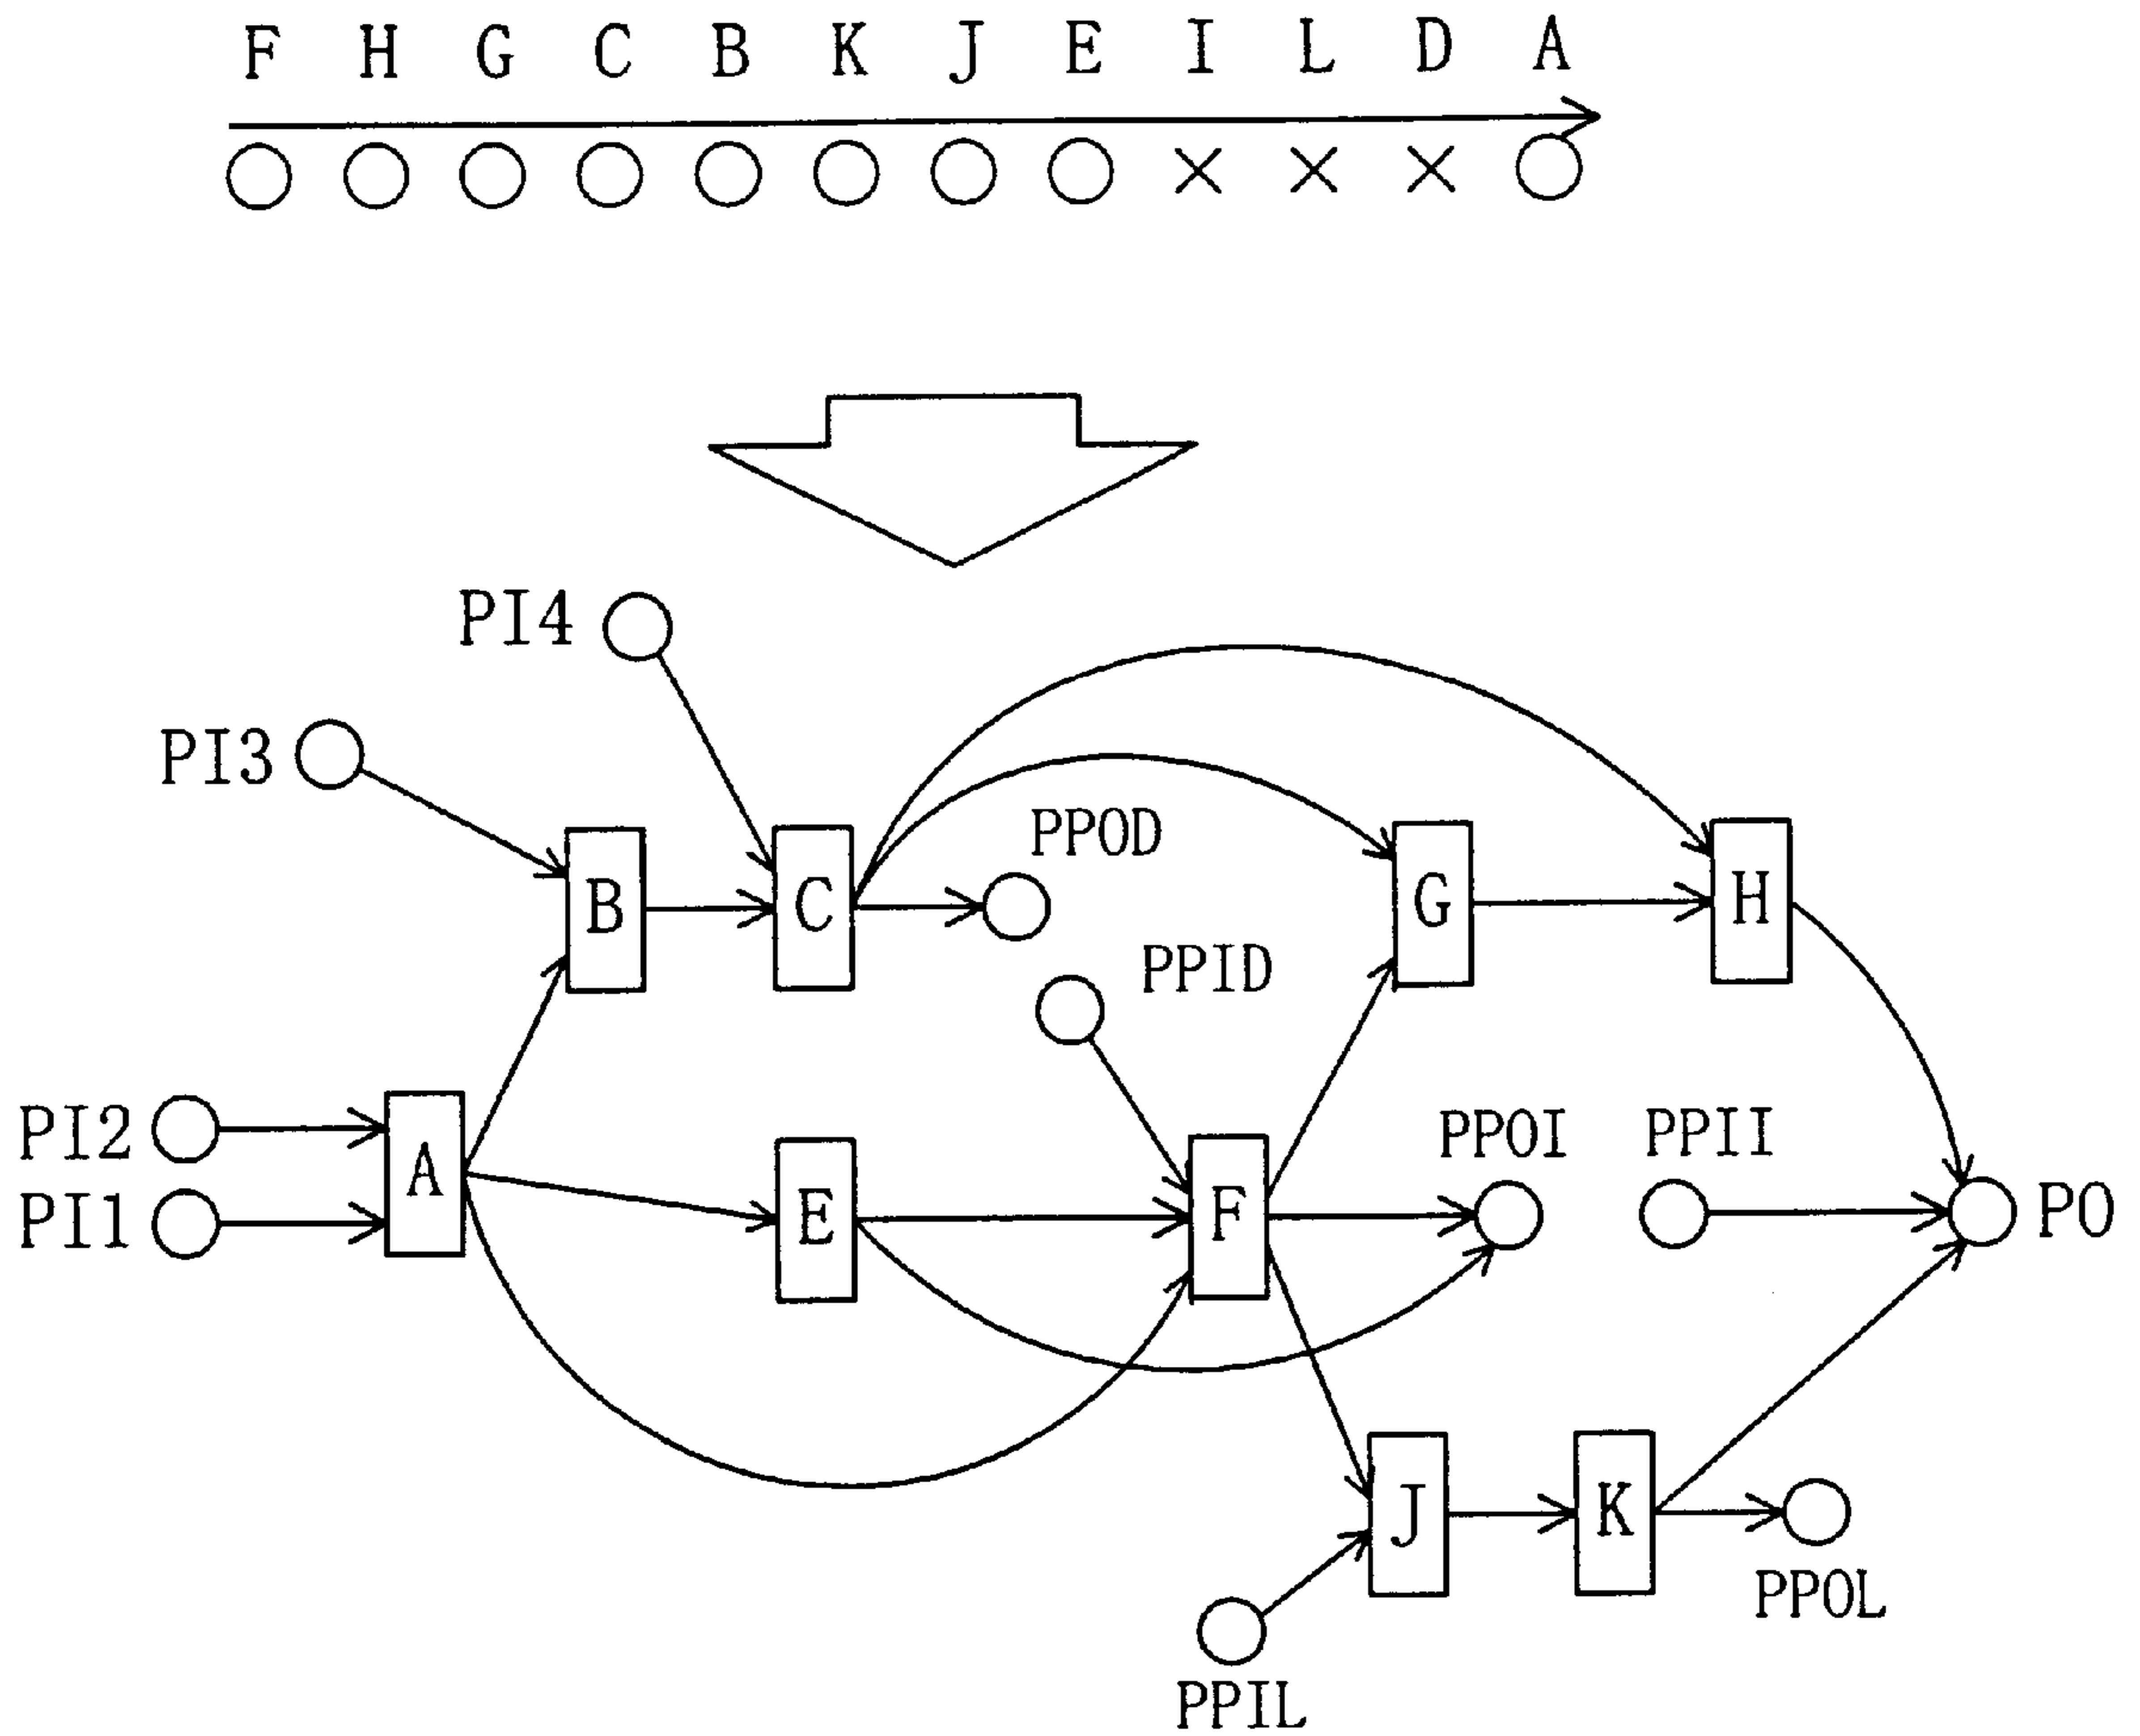 F H G C B K J E I L D A
PI4
PI3
PPOD
B C G H
PPID
PI2
PPOI PPII
A
E F PO
PI1
J K
PPOL
PPIL